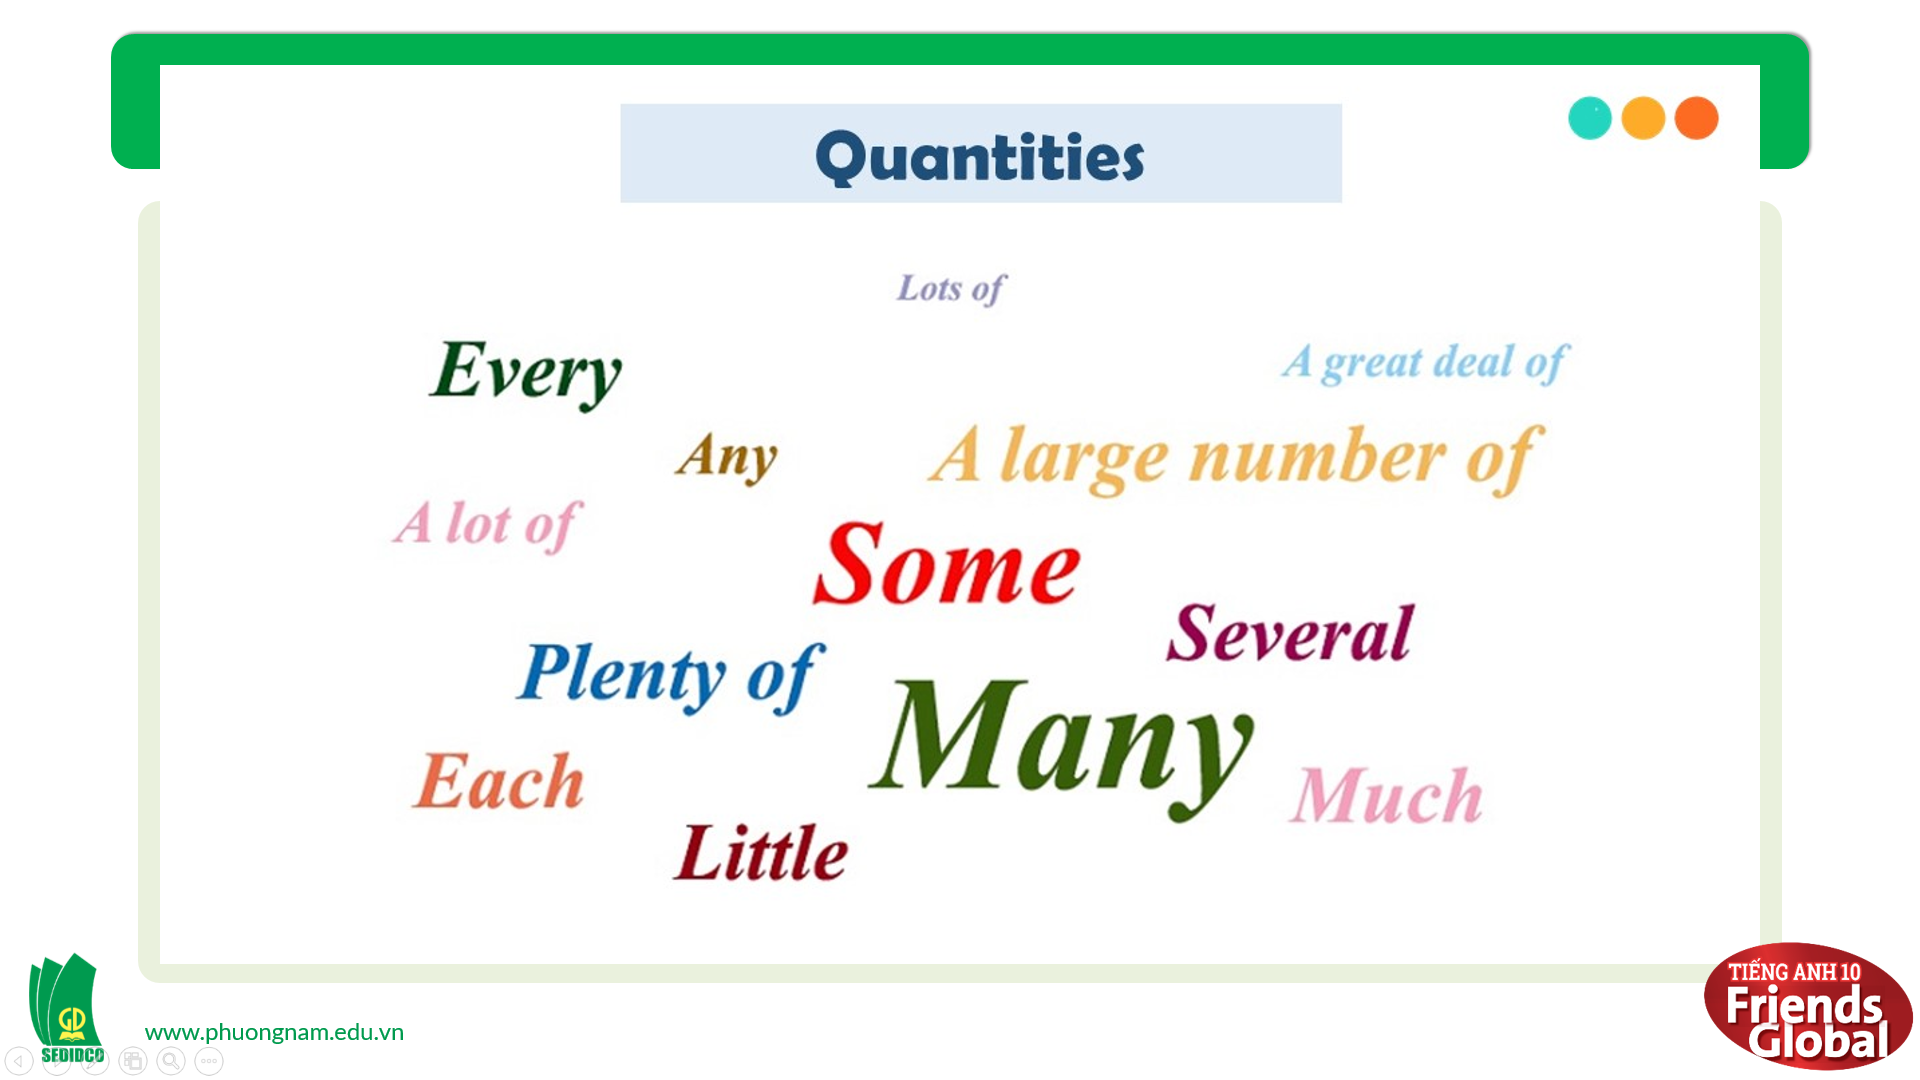 Quantities
Lots of
Every
A great deal of
Any
A large number of
A lot of
Some
Several
Plenty of
Many
Each
Much
Little
GD
SEDIDCO
www.phuongnam.edu.vn
TIẾNG ANH 10
Friends
Global